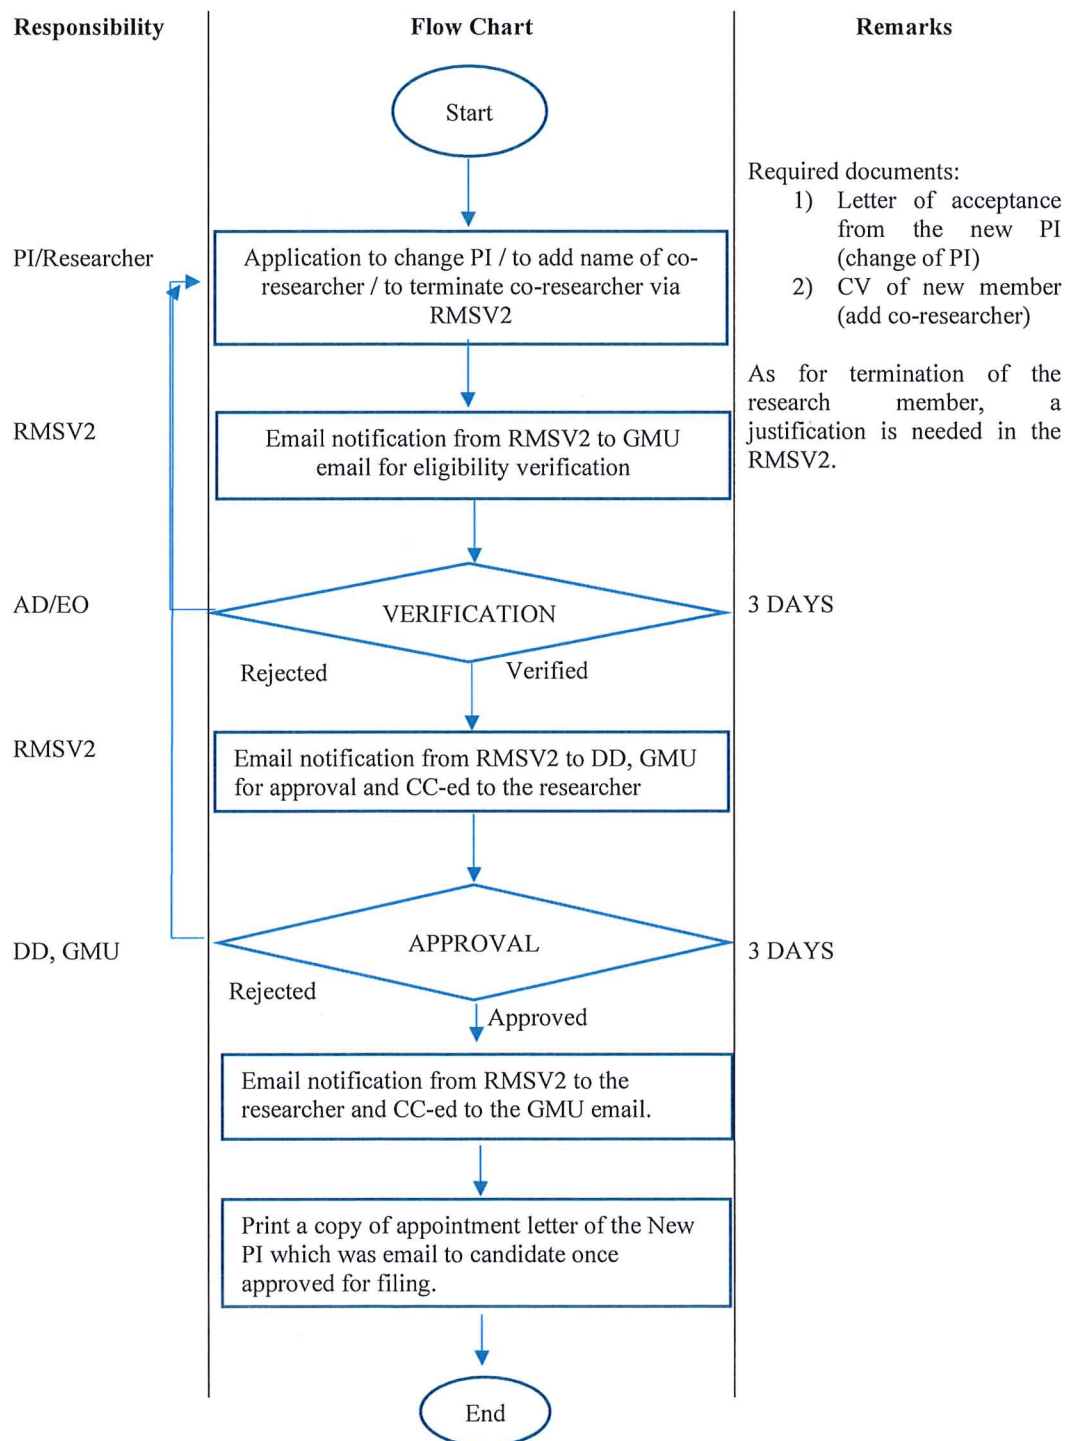 Responsibility
Flow Chart
Remarks
Start
Required documents:
1) Letter of acceptance
from the new PI
(change of PI)
2) CV of new member
(add co-researcher)
As for termination of the
research member, a
justification is needed in the
RMSV2.
PI/Researcher
Application to change PI / to add name of co-
researcher / to terminate co-researcher via
RMSV2
RMSV2
Email notification from RMSV2 to GMU
email for eligibility verification
AD/EO
VERIFICATION
3 DAYS
Rejected
Verified
RMSV2
Email notification from RMSV2 to DD, GMU
for approval and CC-ed to the researcher
DD, GMU
APPROVAL
3 DAYS
Rejected
Approved
Email notification from RMSV2 to the
researcher and CC-ed to the GMU email.
Print a copy of appointment letter of the New
PI which was email to candidate once
approved for filing.
End